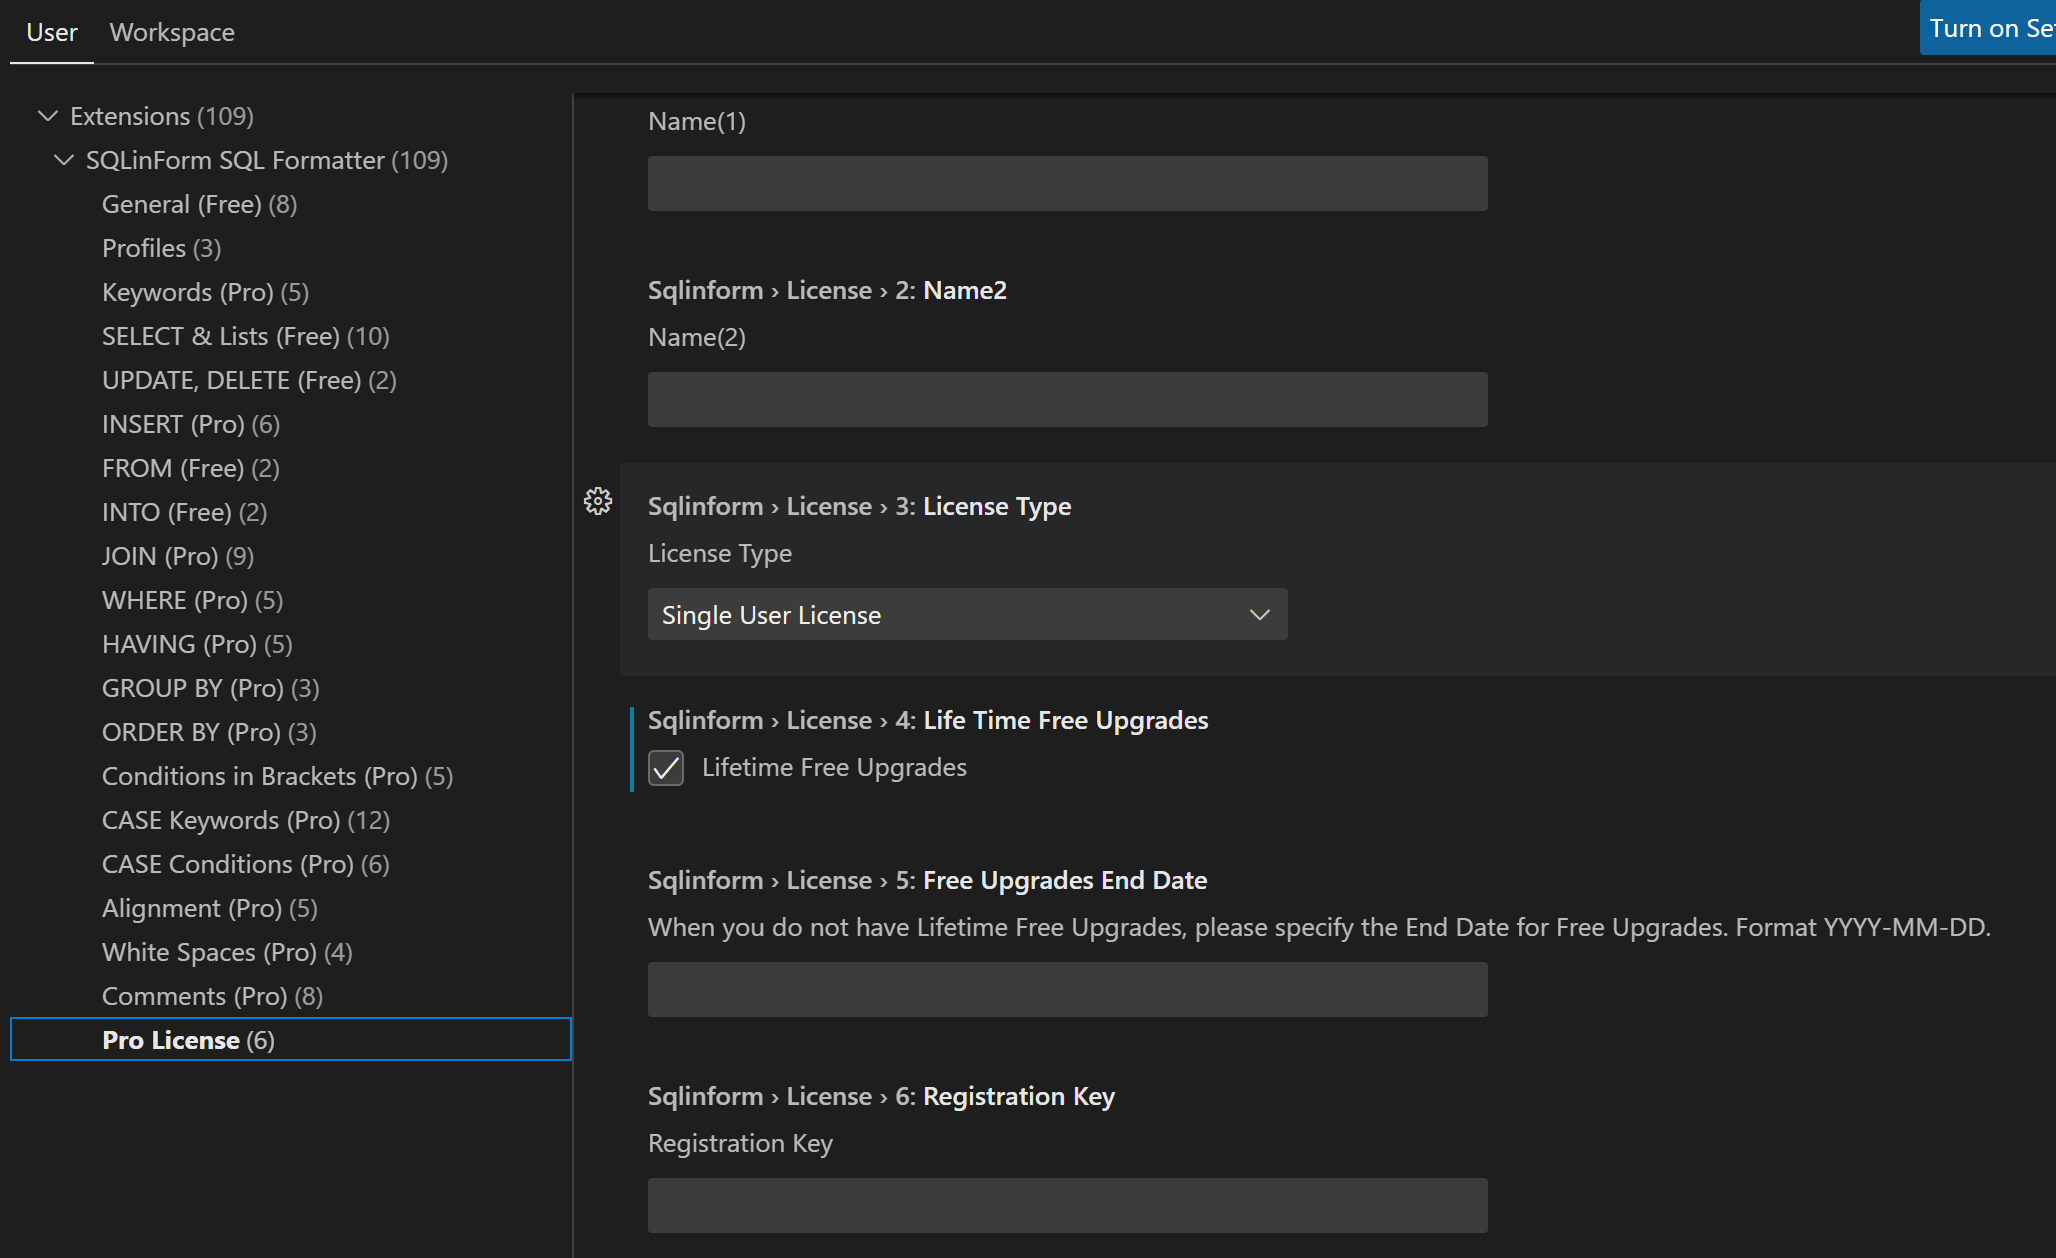 User Workspace
Turn on Se
Extensions (109)
SQLinForm SQL Formatter (109)
General (Free) (8)
Profiles (3)
Keywords (Pro) (5)
SELECT & Lists (Free) (10)
UPDATE, DELETE (Free) (2)
INSERT (Pro) (6)
FROM (Free) (2)
INTO (Free) (2)
JOIN (Pro) (9)
WHERE (Pro) (5)
HAVING (Pro) (5)
GROUP BY (Pro) (3)
ORDER BY (Pro) (3)
Conditions in Brackets (Pro) (5)
CASE Keywords (Pro) (12)
CASE Conditions (Pro) (6)
Alignment (Pro) (5)
White Spaces (Pro) (4)
Comments (Pro) (8)
Pro License (6)
Name(1)
Sqlinform › License › 2: Name2
Name(2)
Sqlinform › License › 3: License Type
License Type
Single User License
Sqlinform › License › 4: Life Time Free Upgrades
Lifetime Free Upgrades
Sqlinform › License › 5: Free Upgrades End Date
When you do not have Lifetime Free Upgrades, please specify the End Date for Free Upgrades. Format YYYY-MM-DD.
Sqlinform › License › 6: Registration Key
Registration Key